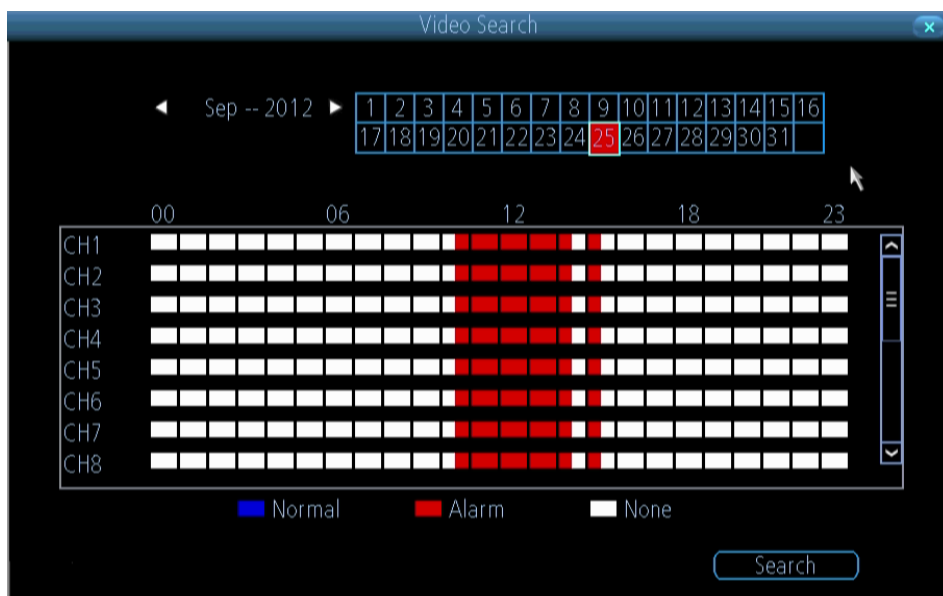 Video Search
Sep -- 2012
1 2 3 4 5 6 7 8 9 10 11 12 13 14 15 16
17 18 19 20 21 22 23 24 25 26 27 28 29 30 31
00 06 12 18 23
CH1
CH2
CH3
CH4
CH5
CH6
CH7
CH8
Normal Alarm None
Search